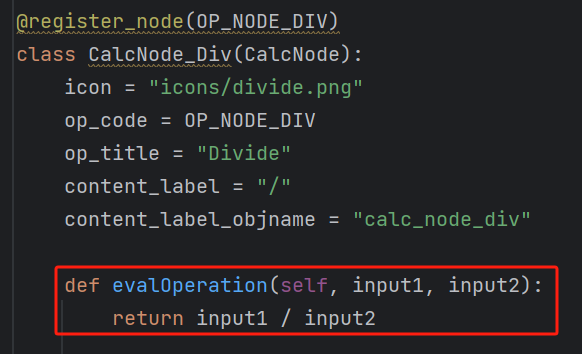 @register_node(OP_NODE_DIV)
class CalcNode_Div(CalcNode):
    icon = "icons/divide.png"
    op_code = OP_NODE_DIV
    op_title = "Divide"
    content_label = "/"
    content_label_objname = "calc_node_div"
    def evalOperation(self, input1, input2):
        return input1 / input2